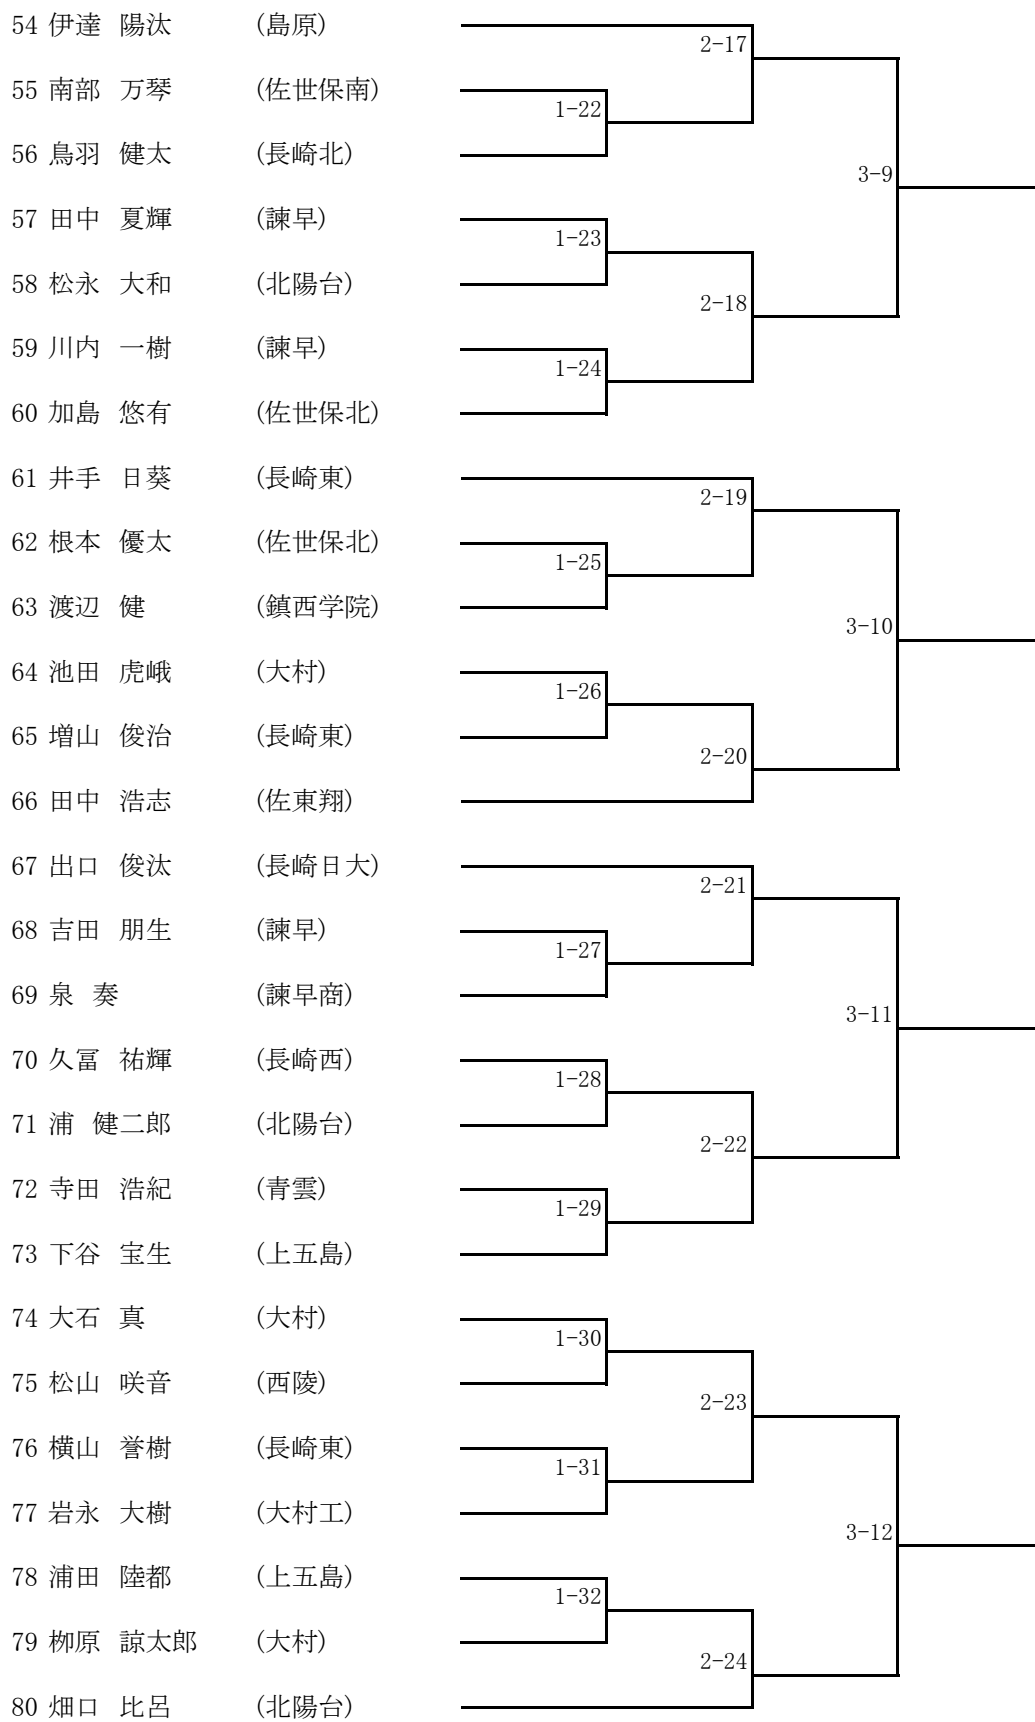 54 伊達 陽汰 (島原)
2-17
55 南部 万琴 (佐世保南)
1-22
56 鳥羽 健太 (長崎北)
3-9
57 田中 夏輝 (諫早)
1-23
58 松永 大和 (北陽台)
2-18
59 川内 一樹 (諫早)
1-24
60 加島 悠有 (佐世保北)
61 井手 日葵 (長崎東)
2-19
62 根本 優太 (佐世保北)
1-25
63 渡辺 健 (鎮西学院)
3-10
64 池田 虎峨 (大村)
1-26
65 増山 俊治 (長崎東)
2-20
66 田中 浩志 (佐東翔)
67 出口 俊汰 (長崎日大)
2-21
68 吉田 朋生 (諫早)
1-27
69 泉 奏 (諫早商)
3-11
70 久冨 祐輝 (長崎西)
1-28
71 浦 健二郎 (北陽台)
2-22
72 寺田 浩紀 (青雲)
1-29
73 下谷 宝生 (上五島)
74 大石 真 (大村)
1-30
75 松山 咲音 (西陵)
2-23
76 横山 誉樹 (長崎東)
1-31
77 岩永 大樹 (大村工)
3-12
78 浦田 陸都 (上五島)
1-32
79 栁原 諒太郎 (大村)
2-24
80 畑口 比呂 (北陽台)